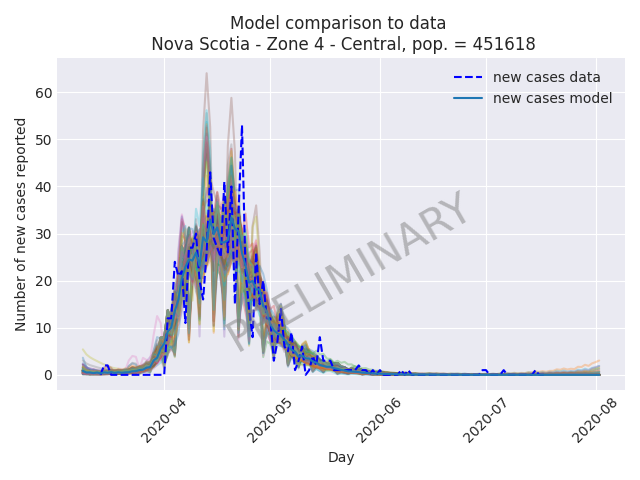 Model comparison to data
Nova Scotia - Zone 4 - Central, pop. = 451618
new cases data
new cases model
Number of new cases reported
60
50
40
30
20
10
0
PRELIMINARY
2020-04
2020-05
2020-06
2020-07
2020-08
Day